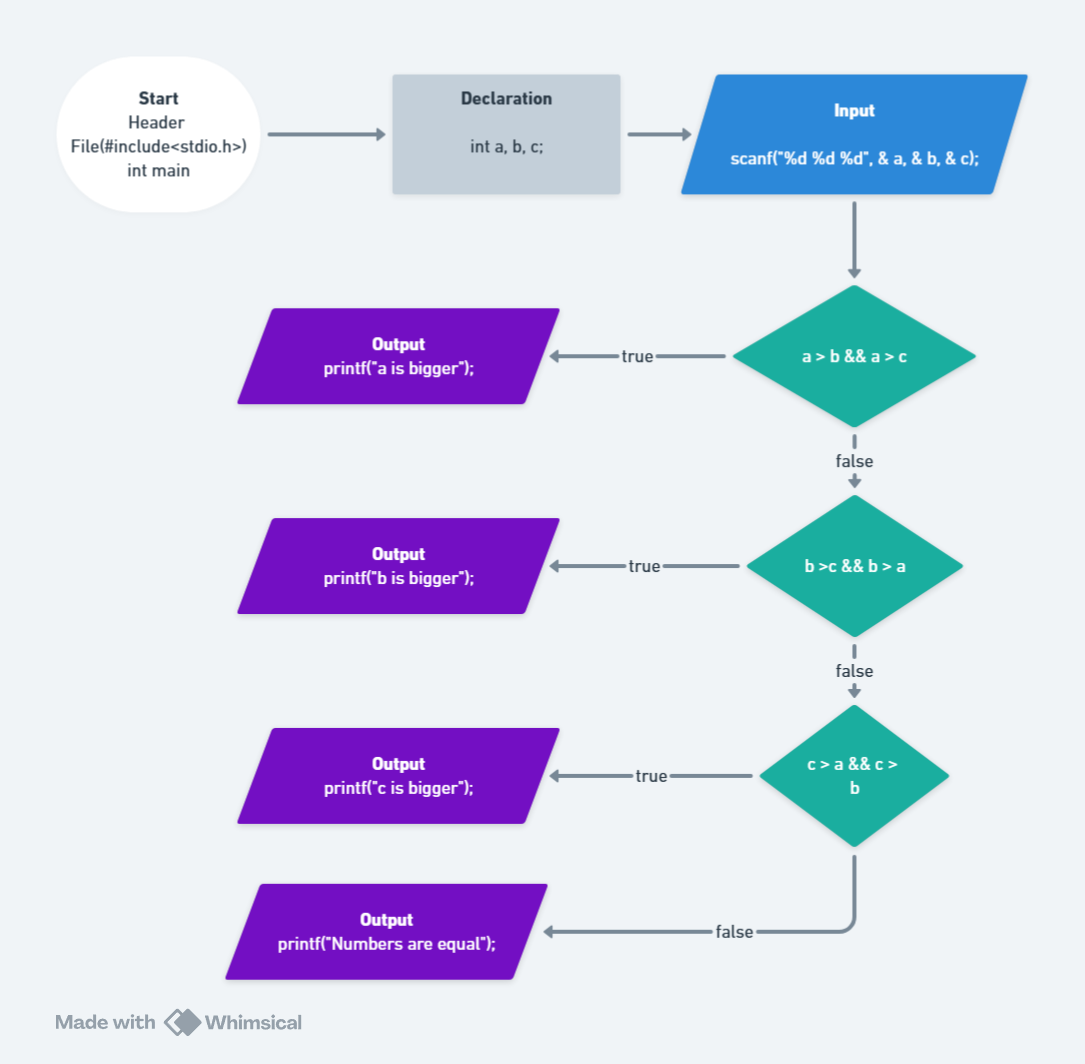 Start
Header
File(#include<stdio.h>)
int main
Declaration
int a, b, c;
Input
scanf("%d %d %d", & a, & b, & c);
a > b && a > c
true
Output
printf("a is bigger");
false
b >c && b > a
true
Output
printf("b is bigger");
false
c > a && c >
b
true
Output
printf("c is bigger");
false
Output
printf("Numbers are equal");
Made with Whimsical